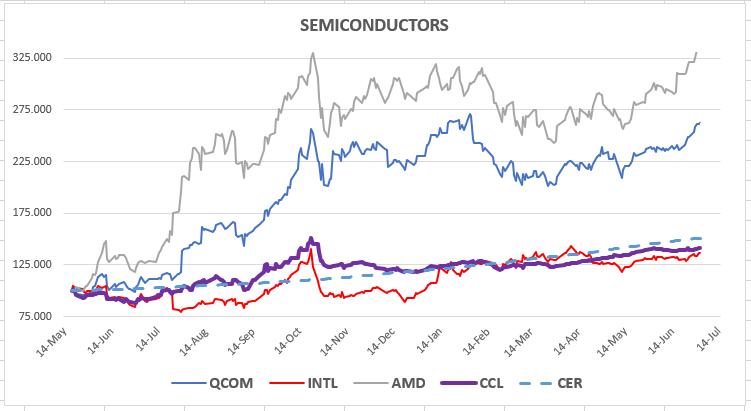 SEMICONDUCTORS
325.000
275.000
225.000
175.000
125.000
75.000
14-May
14-Jun
14-Jul
14-Aug
14-Sep
14-Oct
14-Nov
14-Dec
14-Jan
14-Feb
14-Mar
14-Apr
14-May
14-Jun
14-Jul
QCOM INTL AMD CCL CER